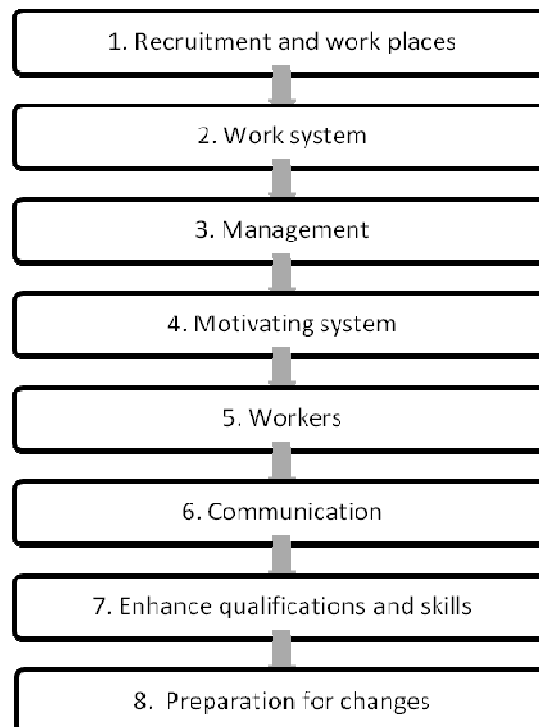 1. Recruitment and work places
2. Work system
3. Management
4. Motivating system
5. Workers
6. Communication
7. Enhance qualifications and skills
8. Preparation for changes